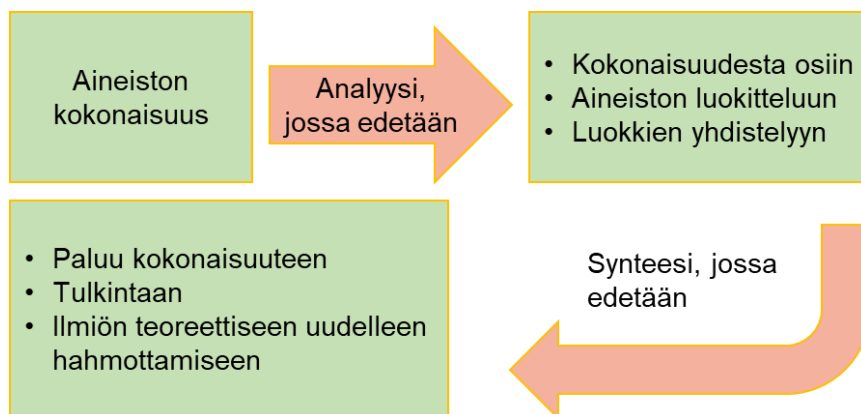 Aineiston
kokonaisuus
Analyysi,
jossa edetään
• Kokonaisuudesta osiin
• Aineiston luokitteluun
• Luokkien yhdistelyyn
Synteesi, jossa
edetään
• Paluu kokonaisuuteen
• Tulkintaan
• Ilmiön teoreettiseen uudelleen
hahmottamiseen